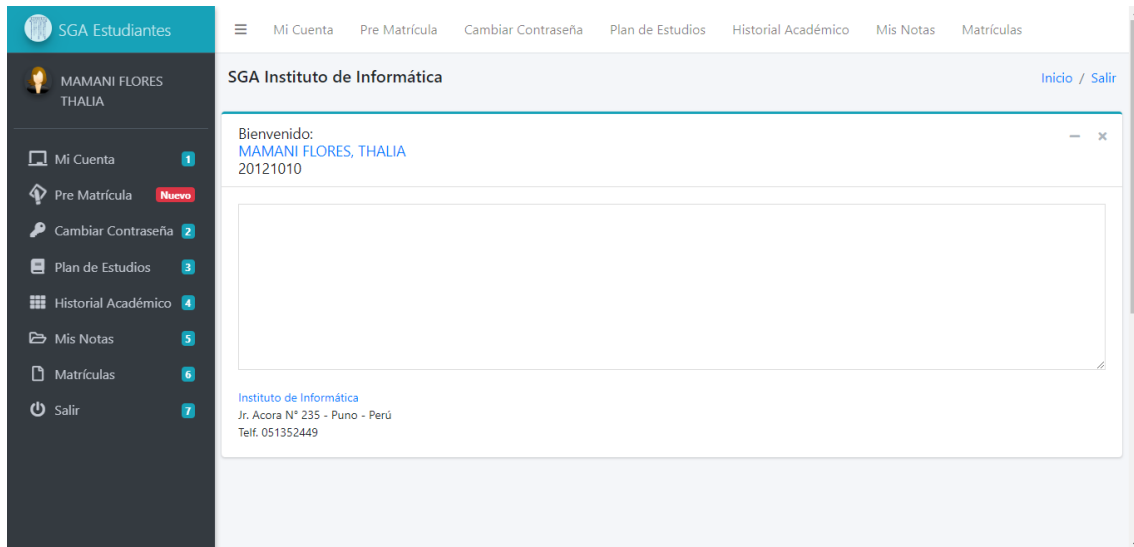 SGA Estudiantes
Mi Cuenta Pre Matrícula Cambiar Contraseña Plan de Estudios Historial Académico Mis Notas Matrículas
MAMANI FLORES
THALIA
Mi Cuenta 1
Pre Matrícula Nuevo
Cambiar Contraseña 2
Plan de Estudios 3
Historial Académico 4
Mis Notas 5
Matrículas 6
Salir 7
SGA Instituto de Informática
Inicio / Salir
Bienvenido:
MAMANI FLORES, THALIA
20121010
Instituto de Informática
Jr. Acora N° 235 - Puno - Perú
Telf. 051352449